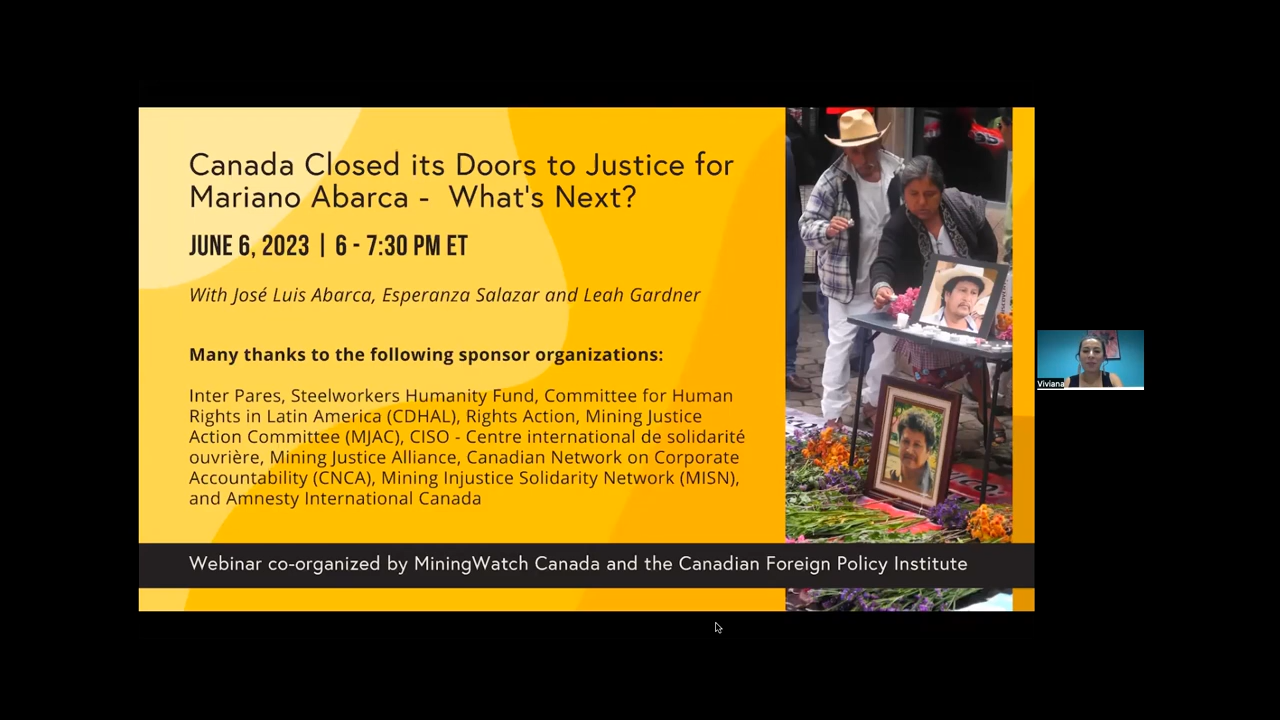 Canada Closed its Doors to Justice for
Mariano Abarca - What's Next?
JUNE 6, 2023 | 6 - 7:30 PM ET
With José Luis Abarca, Esperanza Salazar and Leah Gardner
Many thanks to the following sponsor organizations:
Inter Pares, Steelworkers Humanity Fund, Committee for Human
Rights in Latin America (CDHAL), Rights Action, Mining Justice
Action Committee (MJAC), CISO - Centre international de solidarité
ouvrière, Mining Justice Alliance, Canadian Network on Corporate
Accountability (CNCA), Mining Injustice Solidarity Network (MISN),
and Amnesty International Canada
Webinar co-organized by MiningWatch Canada and the Canadian Foreign Policy Institute
Viviana